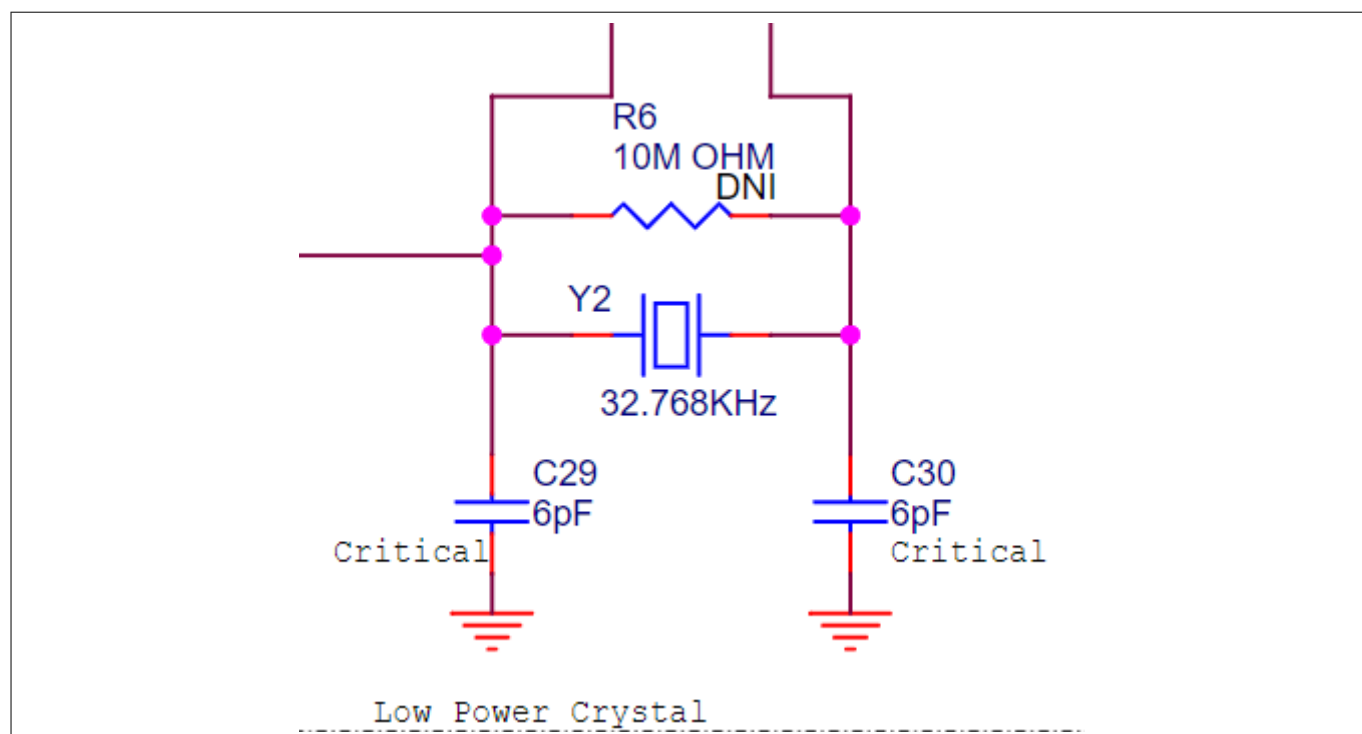 R6
10M OHM
DNI
Y2
32.768KHz
C29
6pF
Critical
C30
6pF
Critical
Low Power Crystal